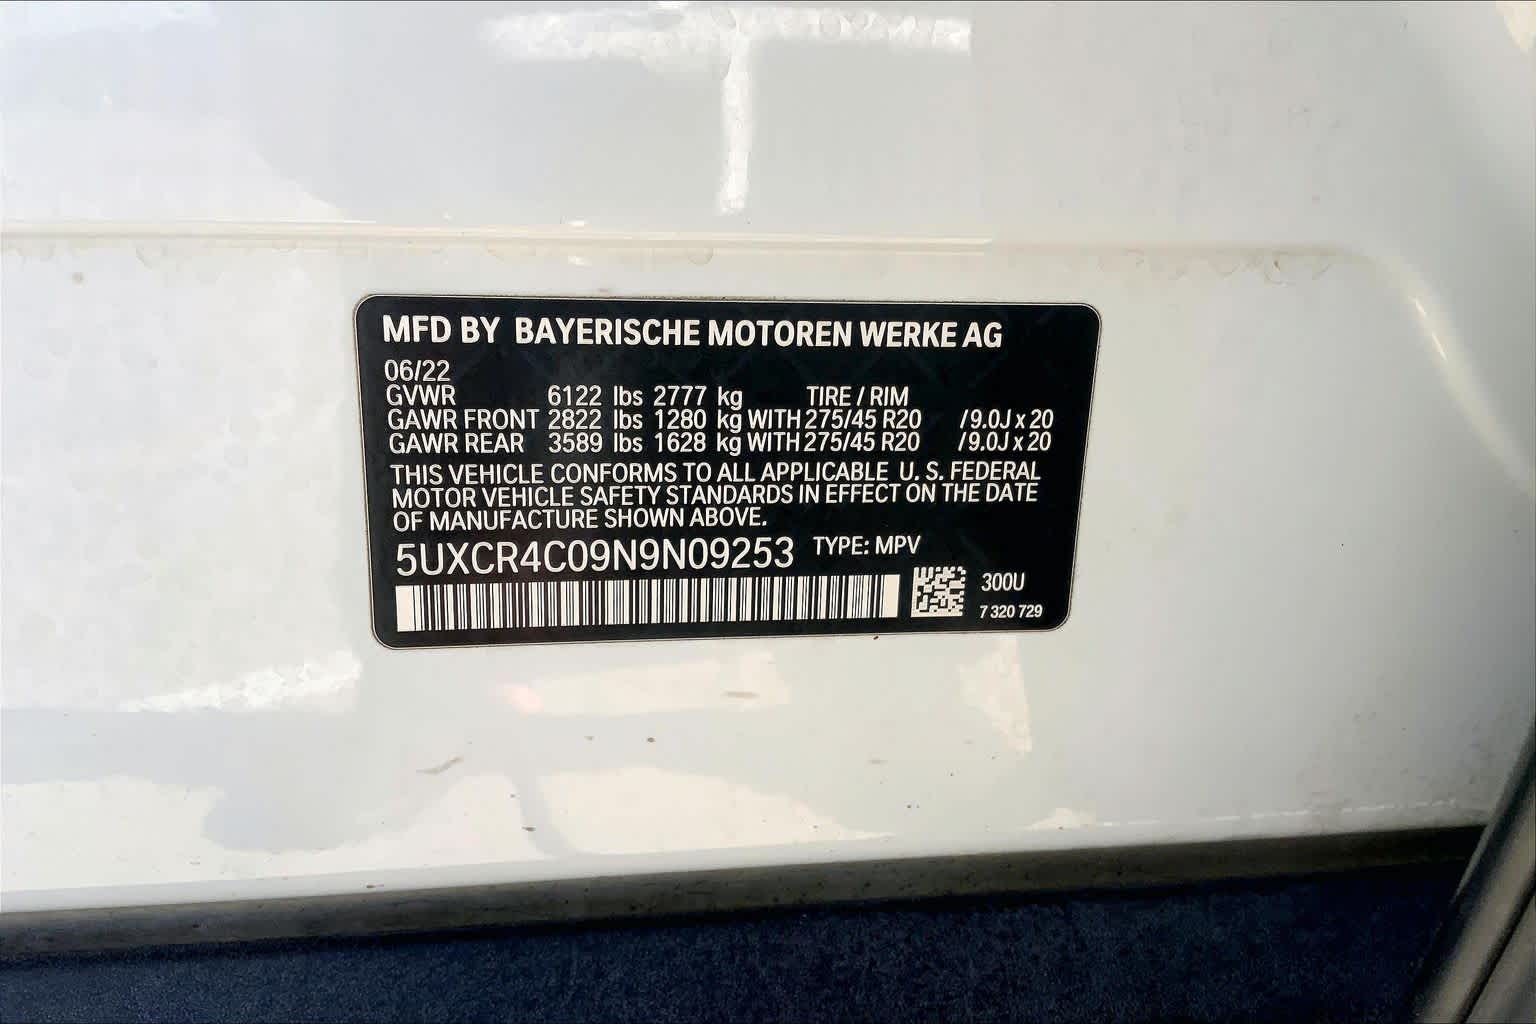 MFD BY BAYERISCHE MOTOREN WERKE AG
06/22
GVWR 6122 lbs 2777 kg TIRE / RIM
GAWR FRONT 2822 lbs 1280 kg WITH 275/45 R20 /9.0J x 20
GAWR REAR 3589 lbs 1628 kg WITH 275/45 R20 /9.0J x 20
THIS VEHICLE CONFORMS TO ALL APPLICABLE U. S. FEDERAL
MOTOR VEHICLE SAFETY STANDARDS IN EFFECT ON THE DATE
OF MANUFACTURE SHOWN ABOVE.
5UXCR4C09N9N09253 TYPE: MPV
300U
7 320 729